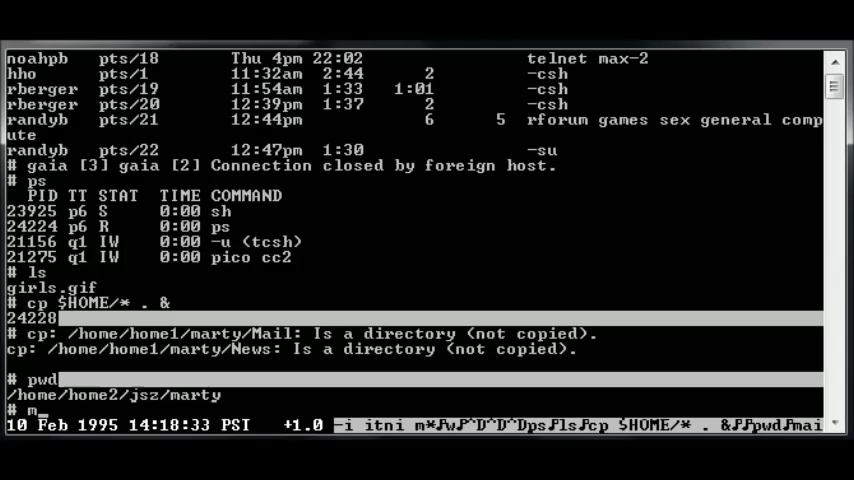 noahpb pts/18 Thu 4pm 22:02 telnet max-2
hho pts/1 11:32am 2:44 2 -csh
rberger pts/19 11:54am 1:33 1:01 -csh
rberger pts/20 12:39pm 1:37 2 -csh
randyb pts/21 12:44pm 6 5 rforum games sex general comp
ute
randyb pts/22 12:47pm 1:30 -su
# gaia [3] gaia [2] Connection closed by foreign host.
# ps
PID TT STAT TIME COMMAND
23925 p6 S 0:00 sh
24224 p6 R 0:00 ps
21156 q1 IW 0:00 -u (tcsh)
21275 q1 IW 0:00 pico cc2
# ls
girls.gif
# cp $HOME/* . &
24228
# cp: /home/home1/marty/Mail: Is a directory (not copied).
cp: /home/home1/marty/News: Is a directory (not copied).
# pwd
/home/home2/jsz/marty
# m_
10 Feb 1995 14:18:33 PSI +1.0 -i itni m*♪w♪^D^D^Dps♪ls♪cp $HOME/* . &♪♪pwd♪mai